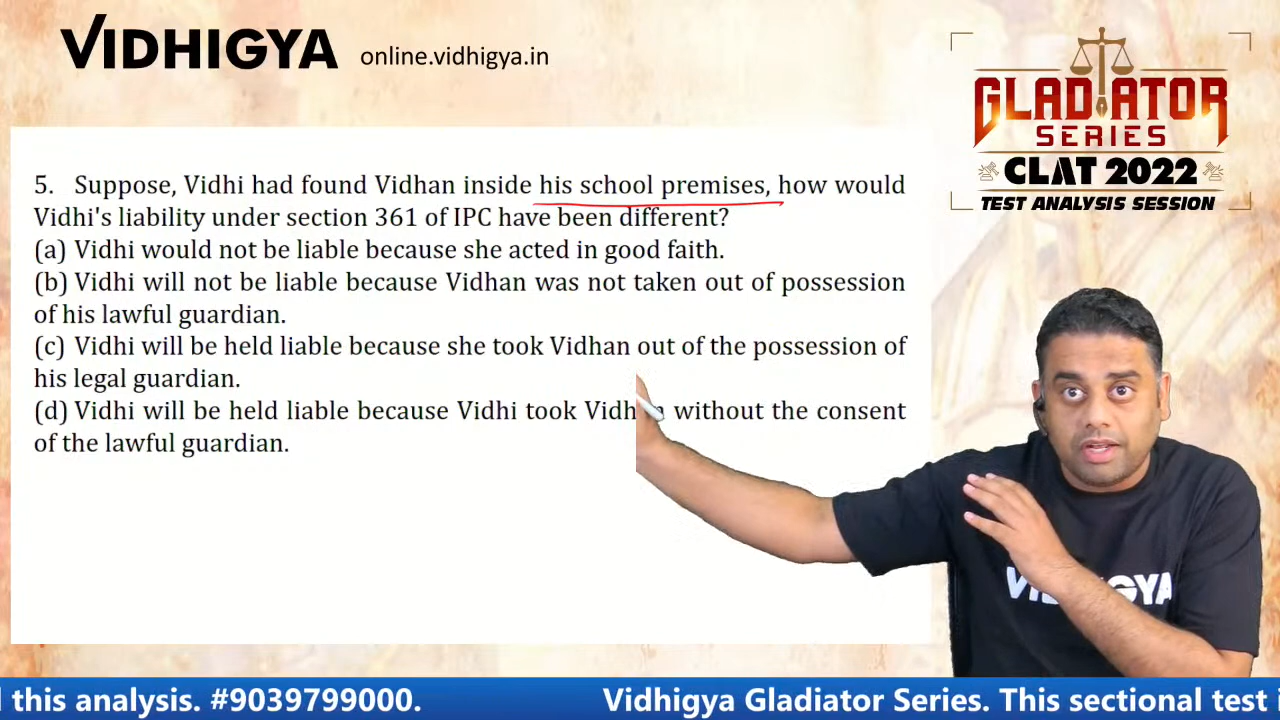 VIDHIGYA online.vidhigya.in
GLADIATOR
SERIES
CLAT 2022
TEST ANALYSIS SESSION
5. Suppose, Vidhi had found Vidhan inside his school premises, how would
Vidhi's liability under section 361 of IPC have been different?
(a) Vidhi would not be liable because she acted in good faith.
(b) Vidhi will not be liable because Vidhan was not taken out of possession
of his lawful guardian.
(c) Vidhi will be held liable because she took Vidhan out of the possession of
his legal guardian.
(d) Vidhi will be held liable because Vidhi took without the consent
of the lawful guardian.
this analysis. #9039799000. Vidhigya Gladiator Series. This sectional test